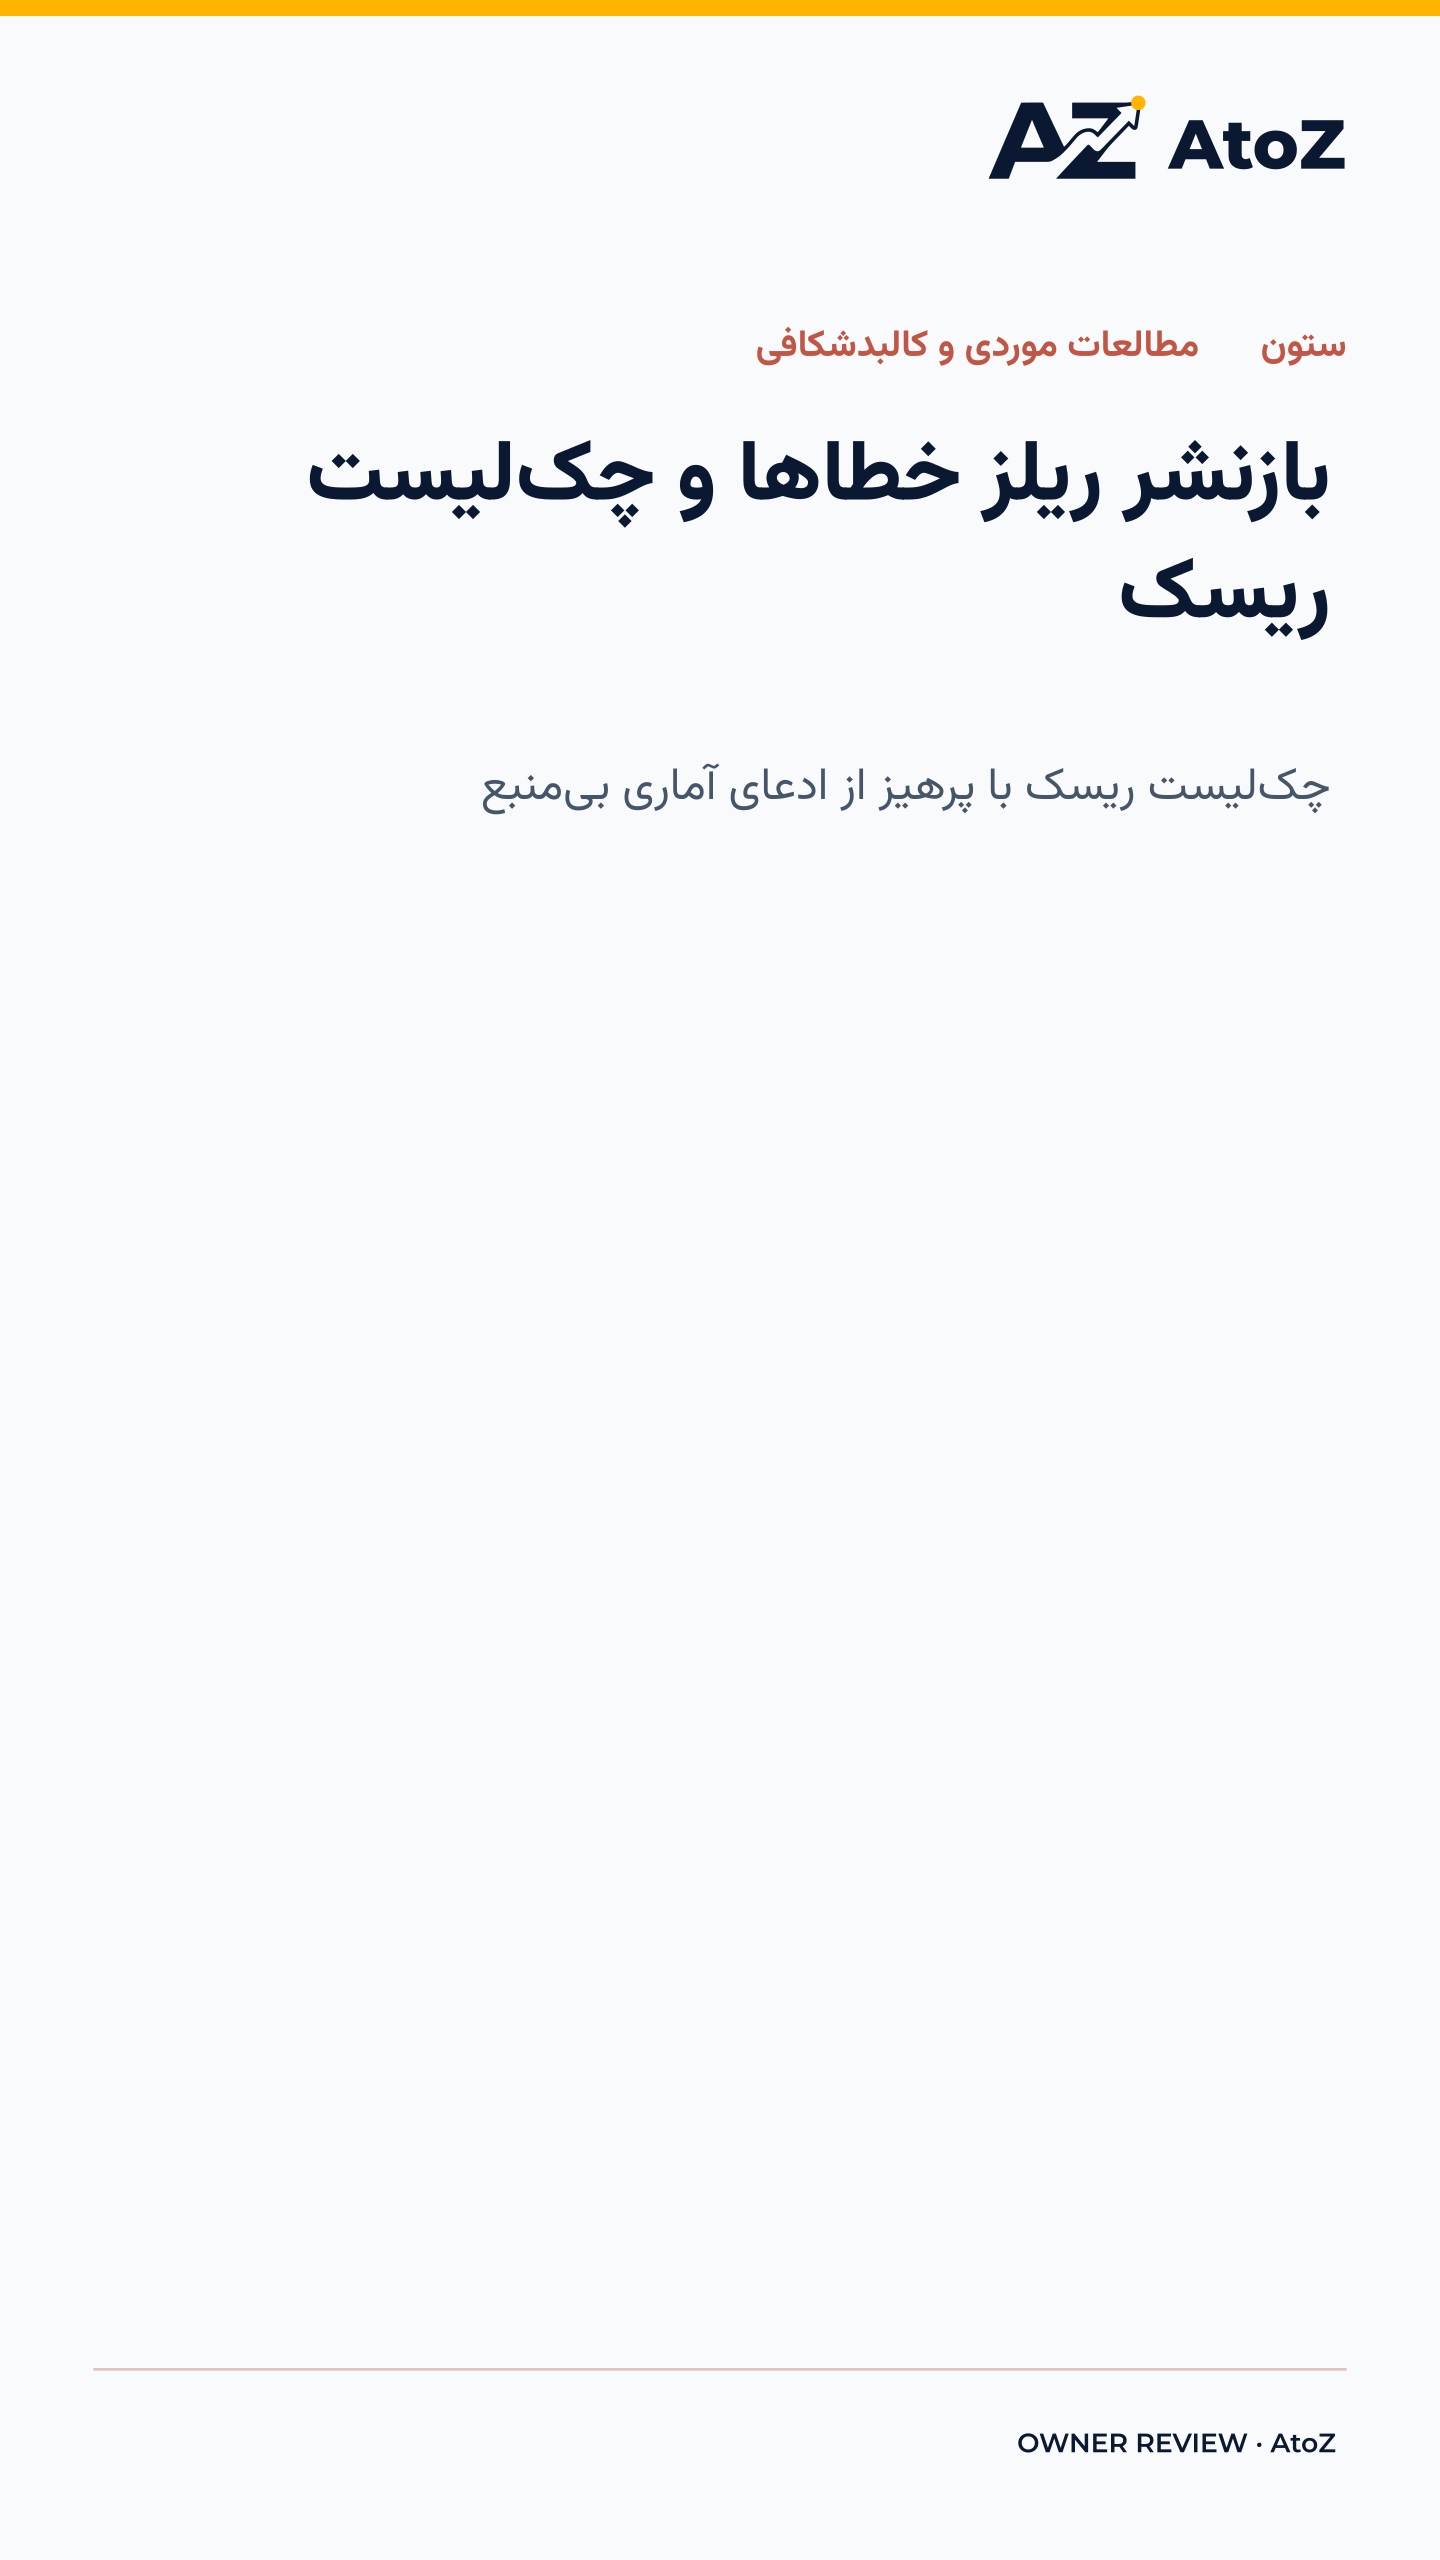 AZ AtoZ
ستون مطالعات موردی و کالبدشکافی
بازنشر ریلز خطاها و چک‌لیست
ریسک
چک‌لیست ریسک با پرهیز از ادعای آماری بی‌منبع
OWNER REVIEW · AtoZ